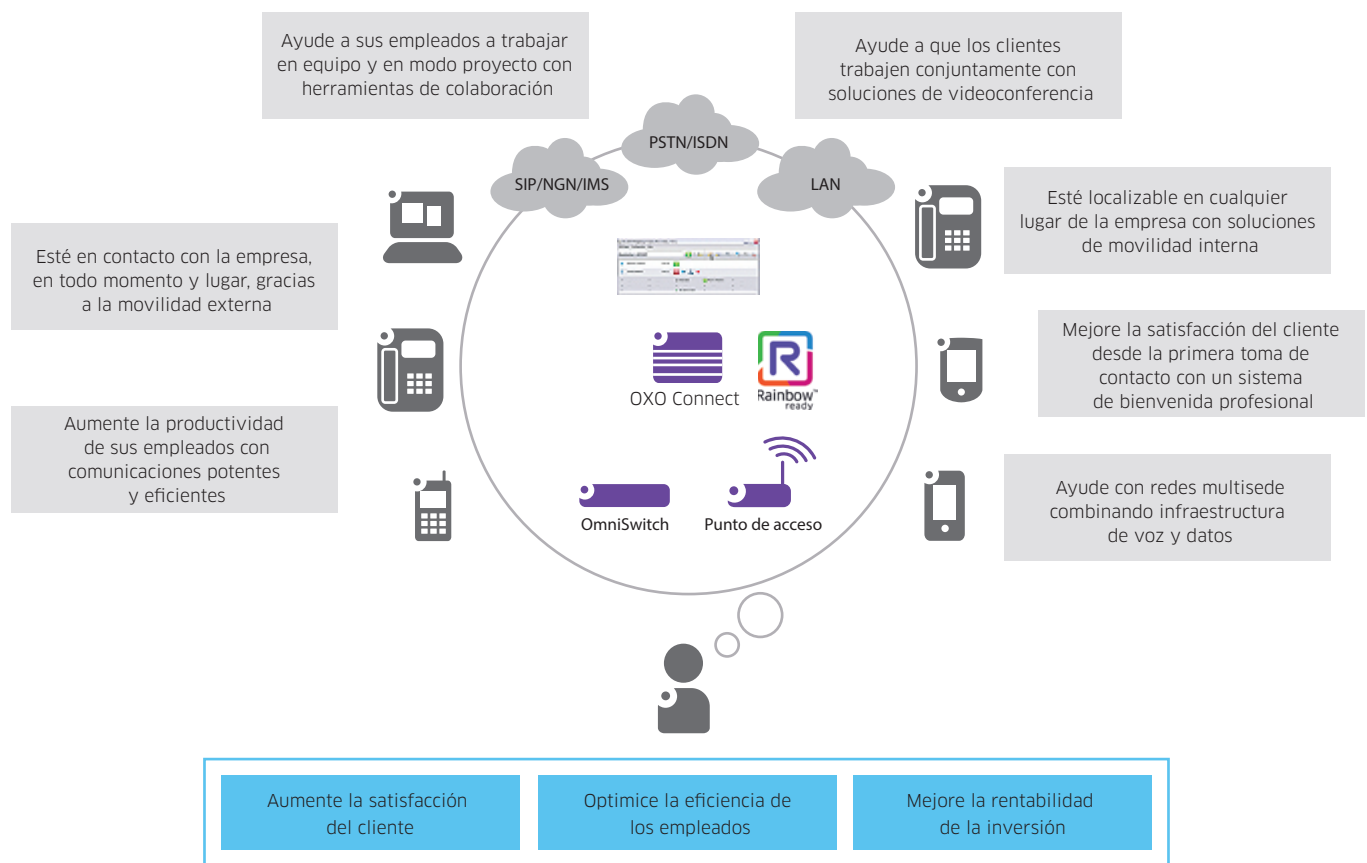 Ayude a sus empleados a trabajar
en equipo y en modo proyecto con
herramientas de colaboración
Ayude a que los clientes
trabajen conjuntamente con
soluciones de videoconferencia
PSTN/ISDN
SIP/NGN/IMS
LAN
Esté en contacto con la empresa,
en todo momento y lugar, gracias
a la movilidad externa
Esté localizable en cualquier
lugar de la empresa con soluciones
de movilidad interna
Aumente la productividad
de sus empleados con
comunicaciones potentes
y eficientes
Mejore la satisfacción del cliente
desde la primera toma de
contacto con un sistema
de bienvenida profesional
OXO Connect
R
Rainbow™
ready
OmniSwitch
Punto de acceso
Ayude con redes multisede
combinando infraestructura
de voz y datos
Aumente la satisfacción
del cliente
Optimice la eficiencia de
los empleados
Mejore la rentabilidad
de la inversión